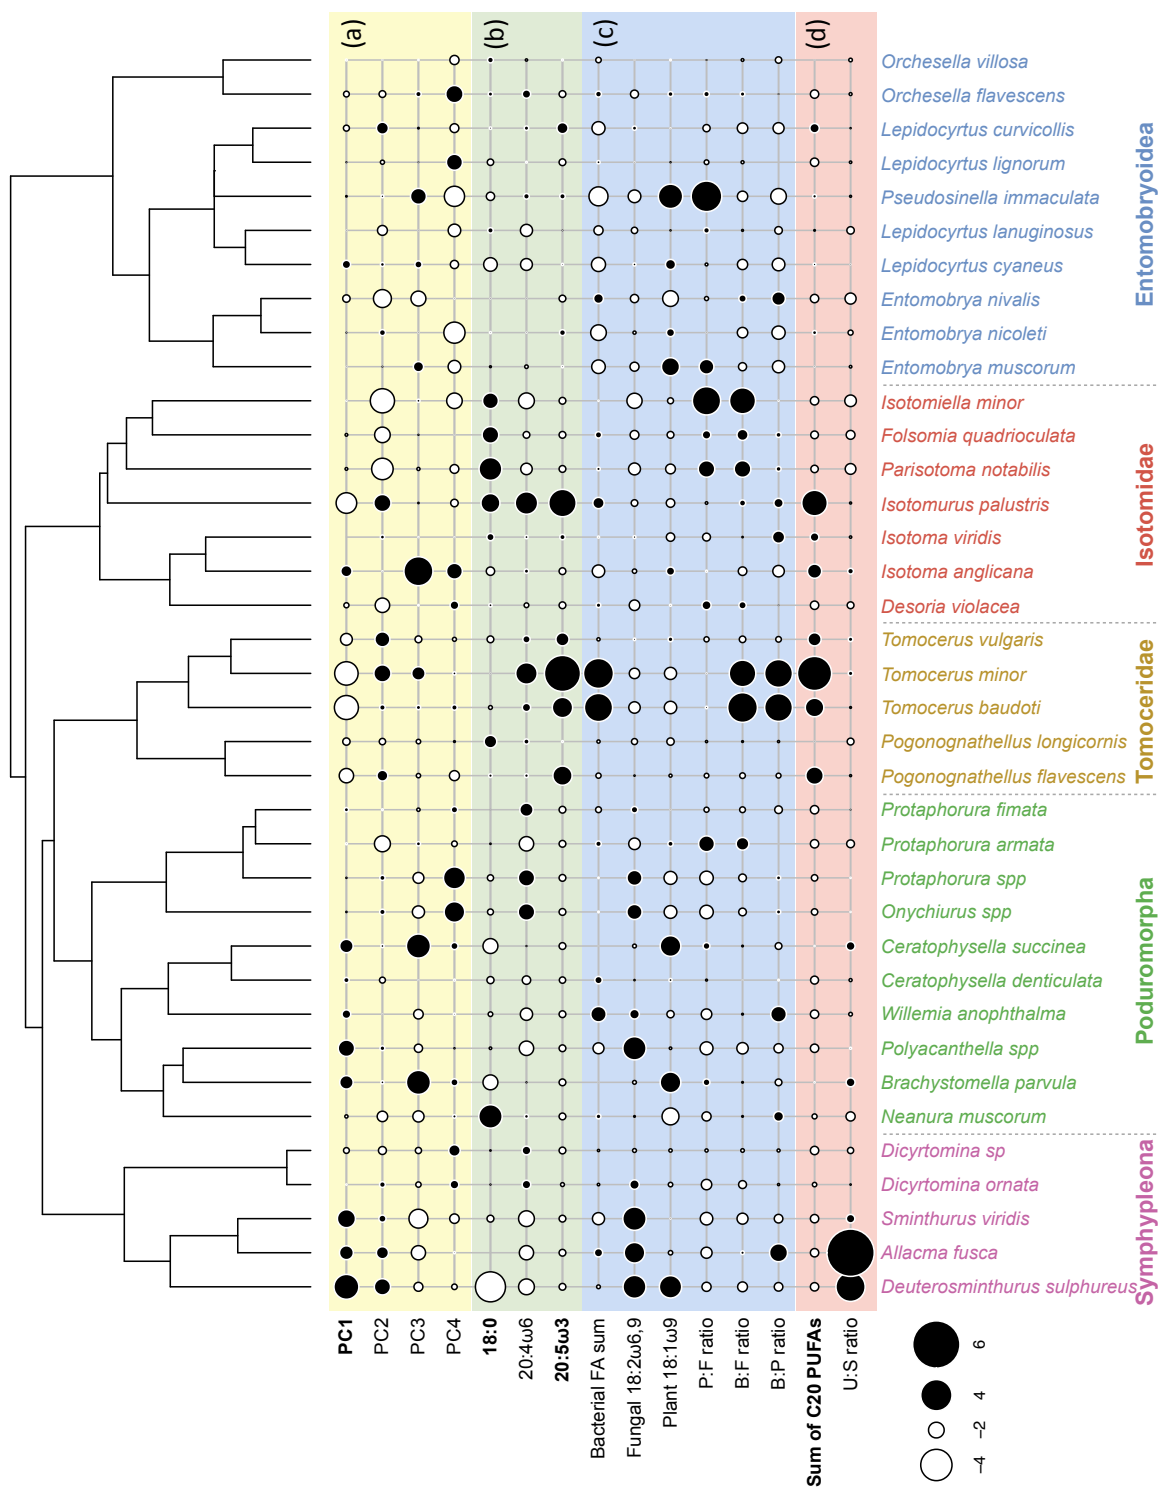 (a)
(b)
(c)
(d)
Orchesella villosa
Orchesella flavescens
Lepidocyrtus curvicollis
Lepidocyrtus lignorum
Pseudosinella immaculata
Lepidocyrtus lanuginosus
Lepidocyrtus cyaneus
Entomobrya nivalis
Entomobrya nicoleti
Entomobrya muscorum
Entomobryoidea
Isotomiella minor
Folsomia quadrioculata
Parisotoma notabilis
Isotomurus palustris
Isotoma viridis
Isotoma anglicana
Desoria violacea
Isotomidae
Tomocerus vulgaris
Tomocerus minor
Tomocerus baudoti
Pogonognathellus longicornis
Pogonognathellus flavescens
Tomoceridae
Protaphorura fimata
Protaphorura armata
Protaphorura spp
Onychiurus spp
Ceratophysella succinea
Ceratophysella denticulata
Willemia anophthalma
Polyacanthella spp
Brachystomella parvula
Neanura muscorum
Poduromorpha
Dicyrtomina sp
Dicyrtomina ornata
Sminthurus viridis
Allacma fusca
Deuterosminthurus sulphureus
Symphypleona
PC1
PC2
PC3
PC4
18:0
20:4ω6
20:5ω3
Bacterial FA sum
Fungal 18:2ω6,9
Plant 18:1ω9
P:F ratio
B:F ratio
B:P ratio
Sum of C20 PUFAs
U:S ratio
6
4
−2
−4